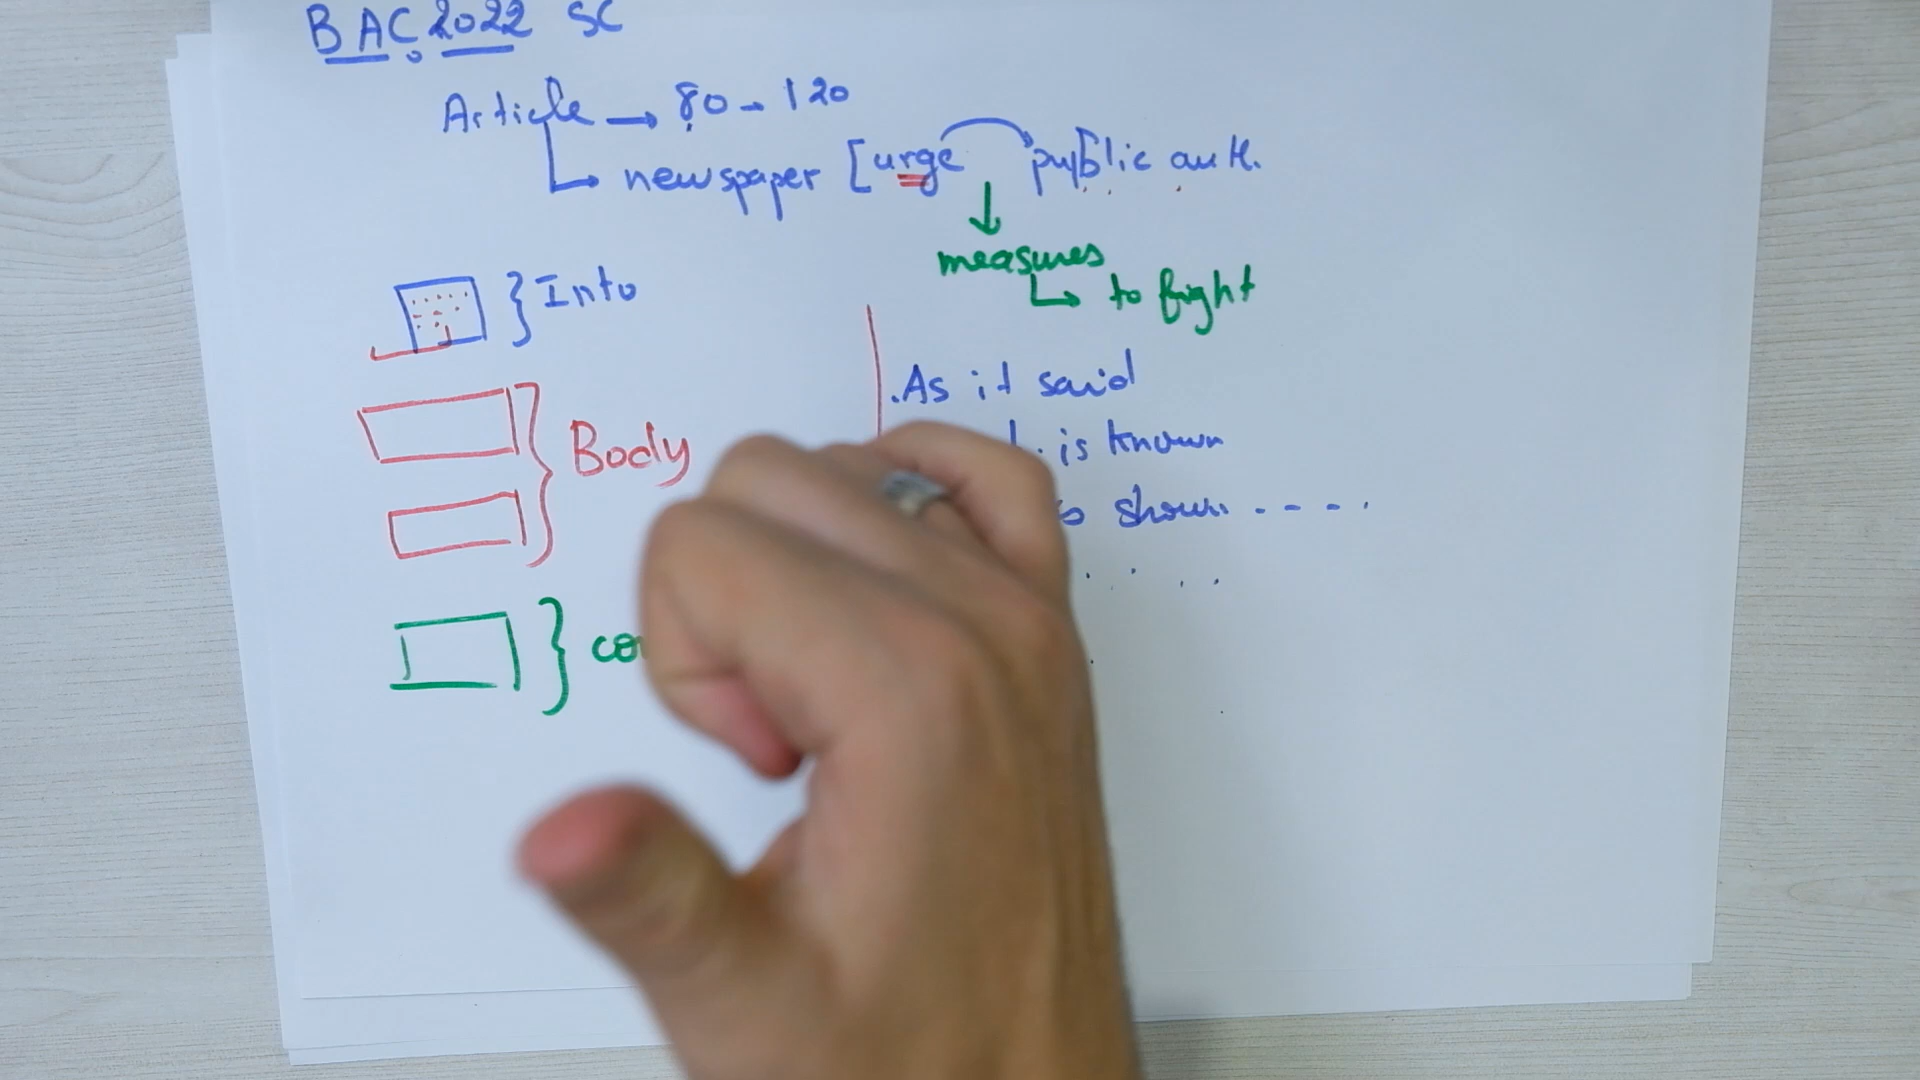 BAC 2022 SC
Article → 80 - 120
newspaper [urge public auth.
measures
to fight
Into
.As it said
is known
shown. - - - -
Body